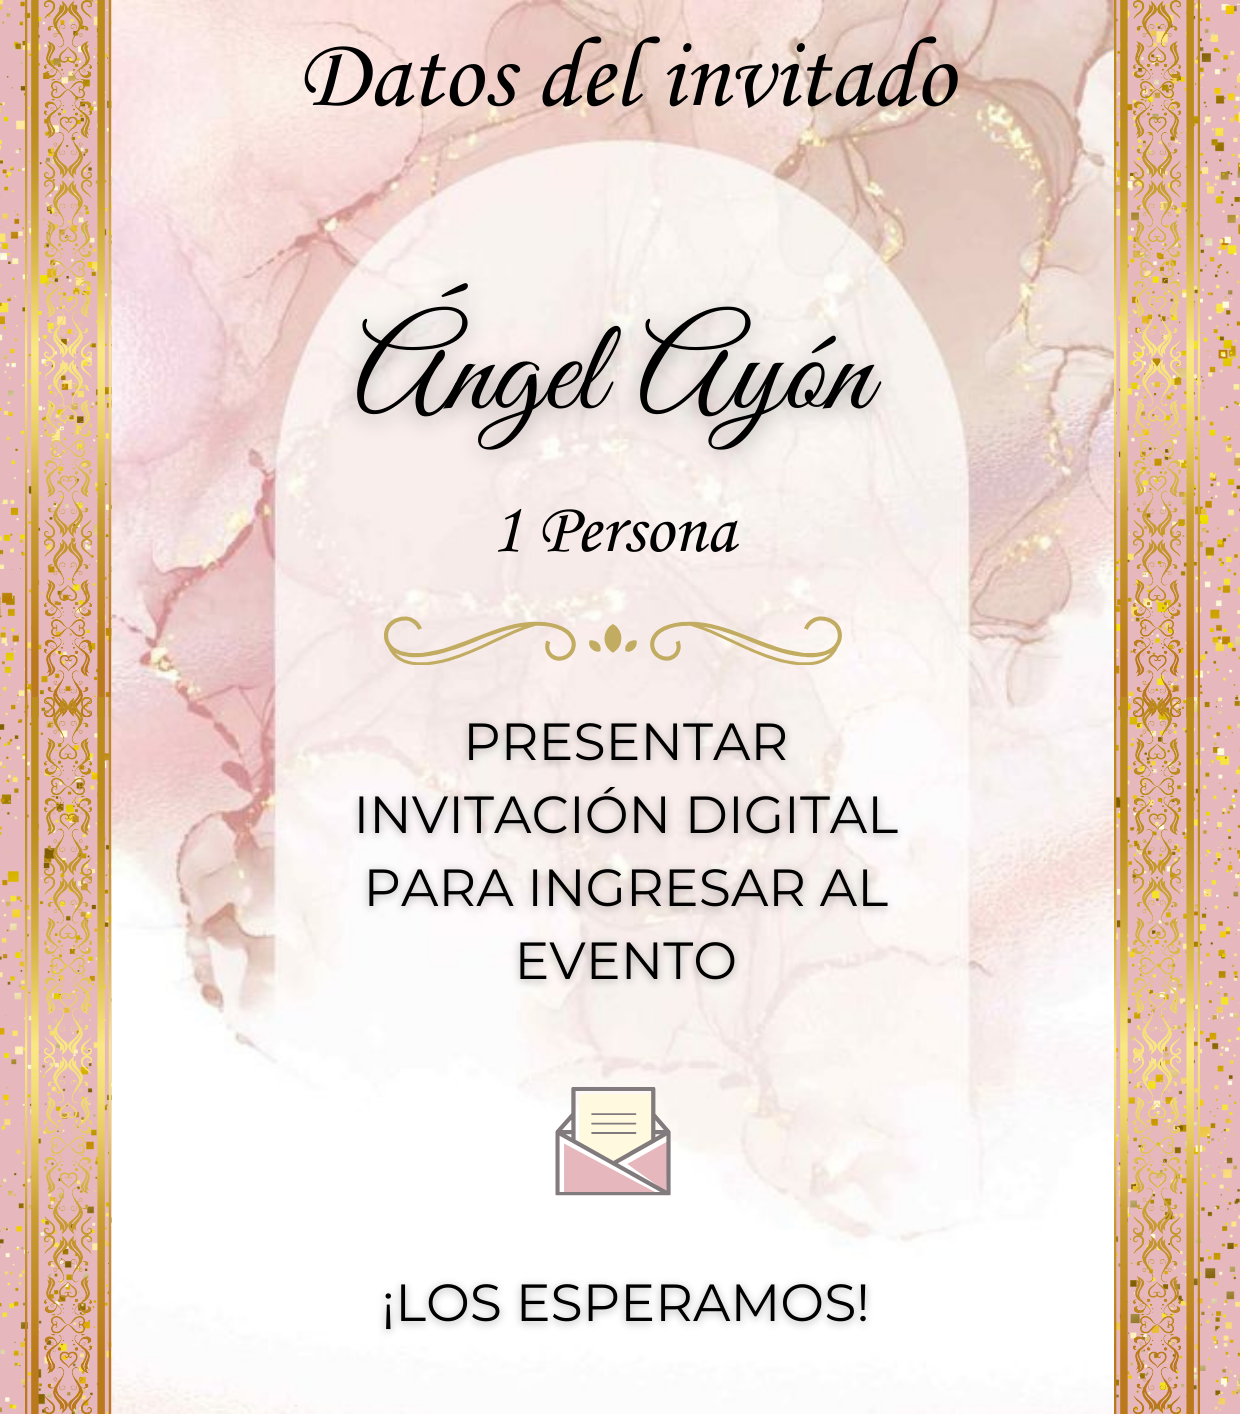 Datos del invitado
Ángel Ayón
1 Persona
PRESENTAR
INVITACIÓN DIGITAL
PARA INGRESAR AL
EVENTO
¡LOS ESPERAMOS!